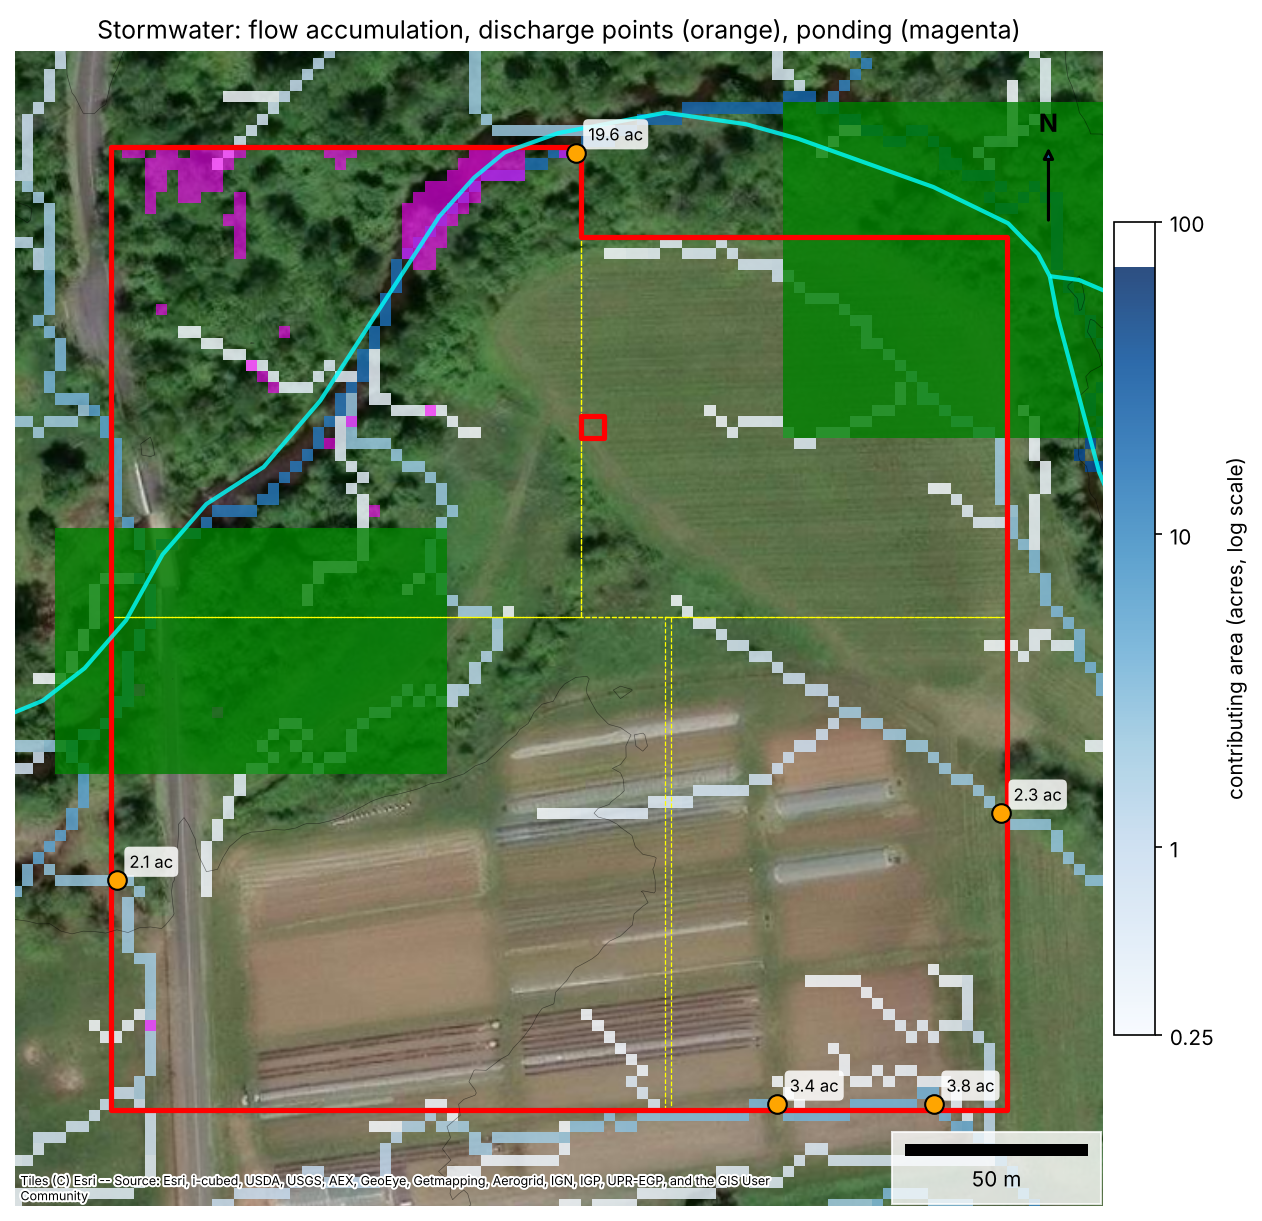 Stormwater: flow accumulation, discharge points (orange), ponding (magenta)
19.6 ac
N
100
10
contributing area (acres, log scale)
2.3 ac
2.1 ac
1
0.25
3.4 ac
3.8 ac
50 m
Tiles (C) Esri -- Source: Esri, i-cubed, USDA, USGS, AEX, GeoEye, Getmapping, Aerogrid, IGN, IGP, UPR-EGP, and the GIS User
Community